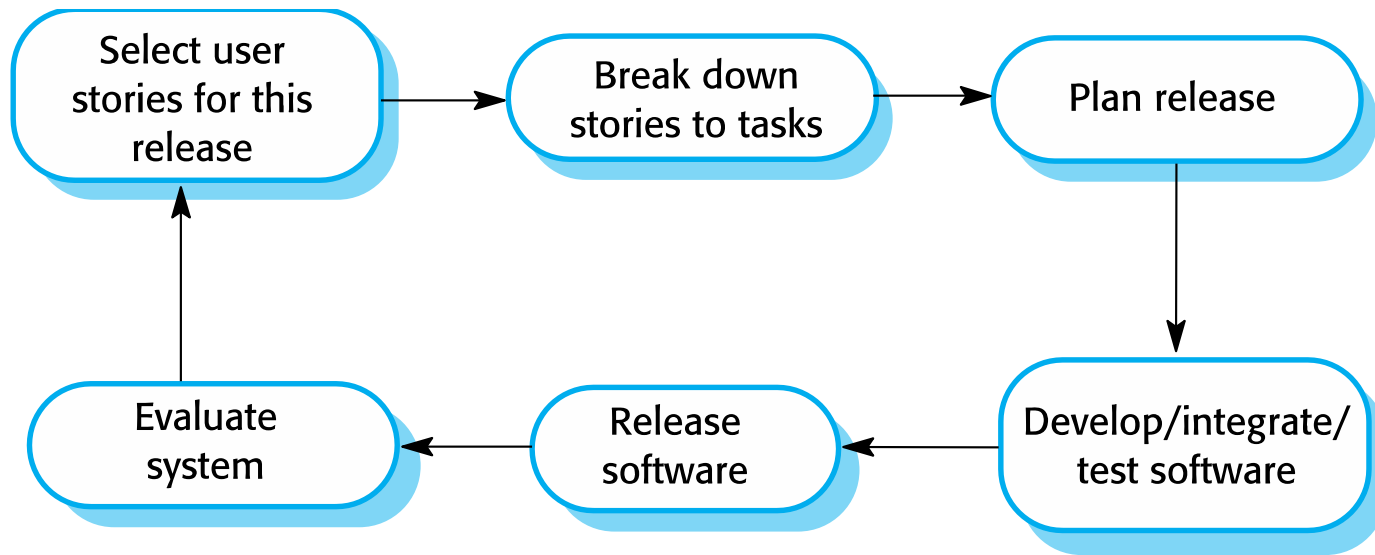 Select user
stories for this
release
Break down
stories to tasks
Plan release
Evaluate
system
Release
software
Develop/integrate/
test software